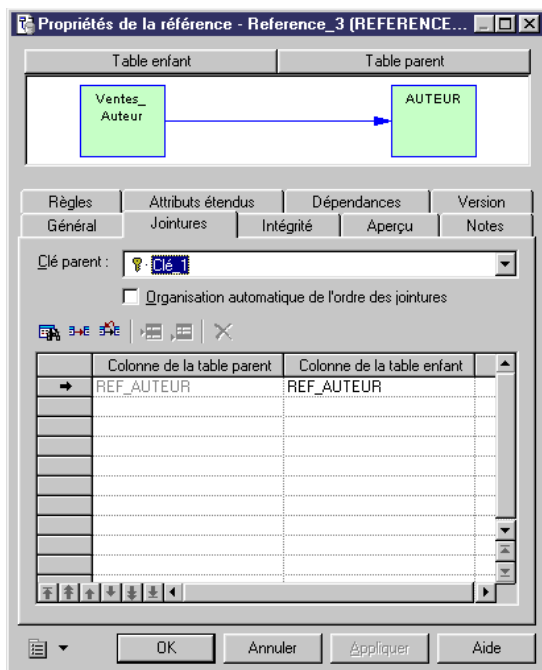 Propriétés de la référence - Reference_3 (REFERENCE...
Table enfant
Table parent
Ventes_
Auteur
AUTEUR
Règles
Attributs étendus
Dépendances
Version
Général
Jointures
Intégrité
Aperçu
Notes
Clé parent :
Clé_1
Organisation automatique de l'ordre des jointures
Colonne de la table parent
Colonne de la table enfant
REF_AUTEUR
REF_AUTEUR
OK
Annuler
Appliquer
Aide